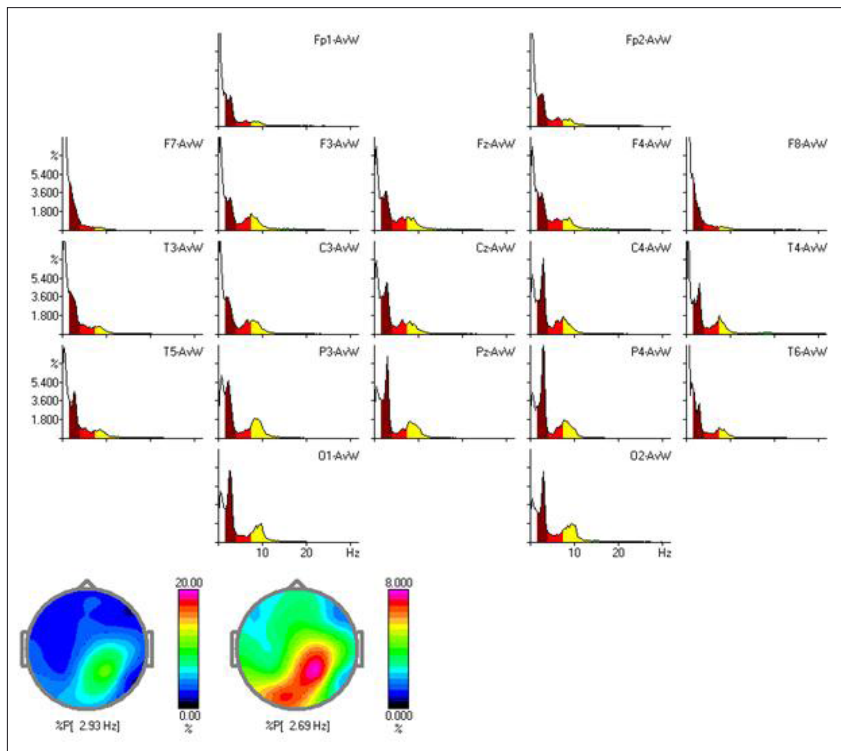 Fp1-AvW Fp2-AvW
F7-AvW F3-AvW Fz-AvW F4-AvW F8-AvW
%
5.400
3.600
1.800
T3-AvW C3-AvW Cz-AvW C4-AvW T4-AvW
%
5.400
3.600
1.800
T5-AvW P3-AvW Pz-AvW P4-AvW T6-AvW
%
5.400
3.600
1.800
O1-AvW O2-AvW
10 20 Hz 10 20 Hz
20.00 8.000
0.00 0.000
%P[ 2.93 Hz] % %P[ 2.69 Hz] %